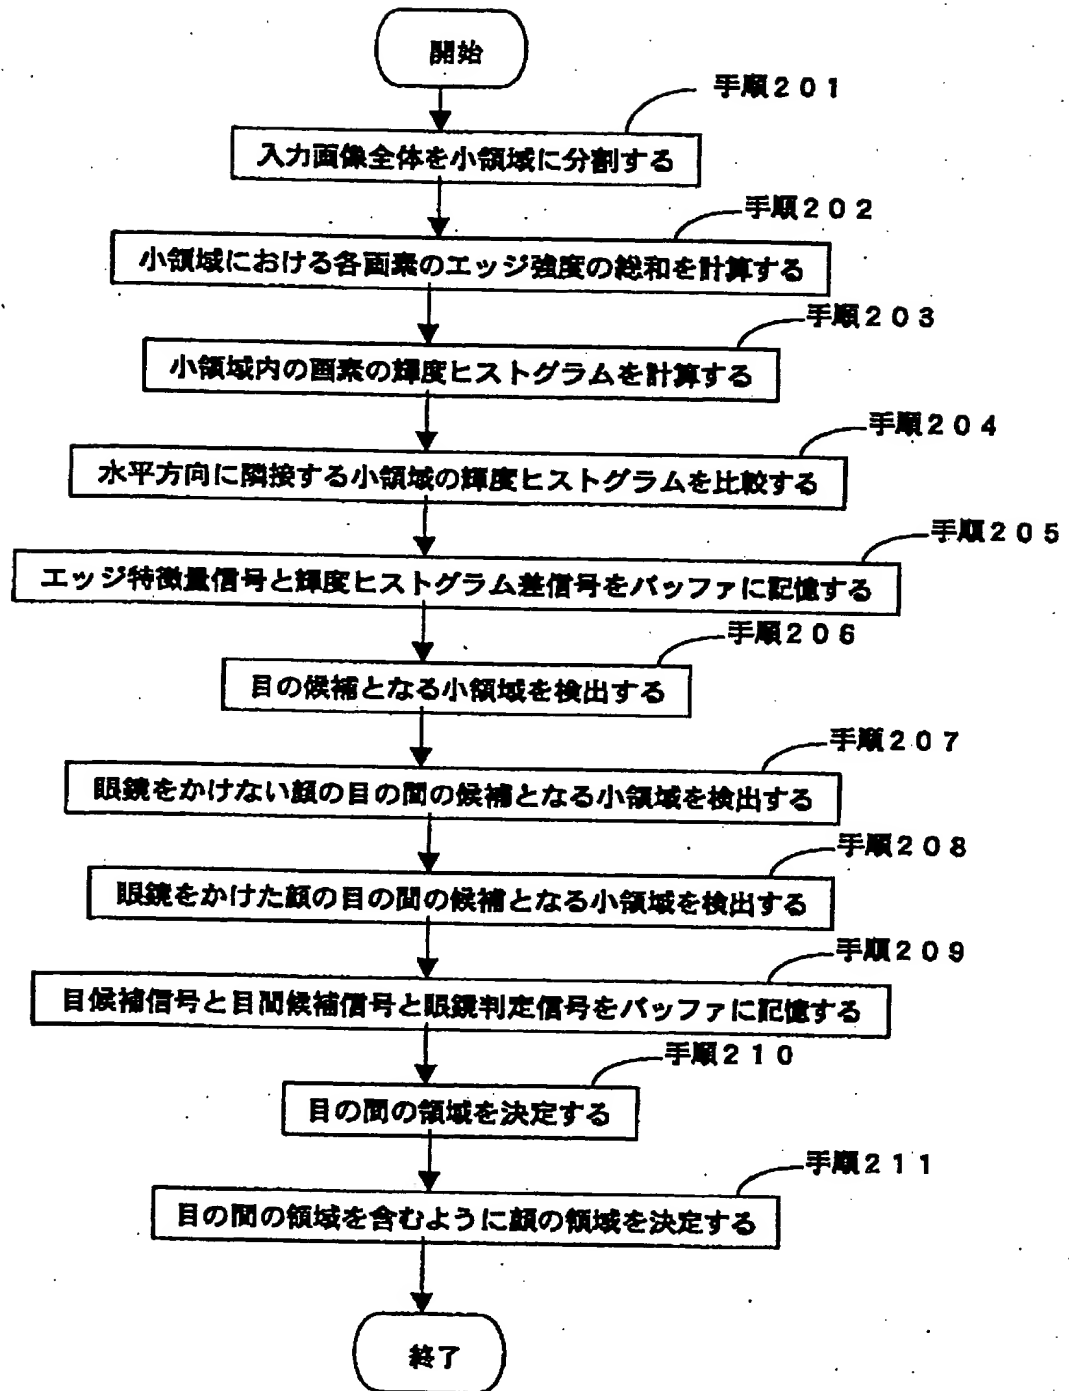 開始
手順201
入力画像全体を小領域に分割する
手順202
小領域における各画素のエッジ強度の総和を計算する
手順203
小領域内の画素の輝度ヒストグラムを計算する
手順204
水平方向に隣接する小領域の輝度ヒストグラムを比較する
手順205
エッジ特徴量信号と輝度ヒストグラム差信号をバッファに記憶する
手順206
目の候補となる小領域を検出する
手順207
眼鏡をかけない顔の目の間の候補となる小領域を検出する
手順208
眼鏡をかけた顔の目の間の候補となる小領域を検出する
手順209
目候補信号と目間候補信号と眼鏡判定信号をバッファに記憶する
手順210
目の間の領域を決定する
手順211
目の間の領域を含むように顔の領域を決定する
終了